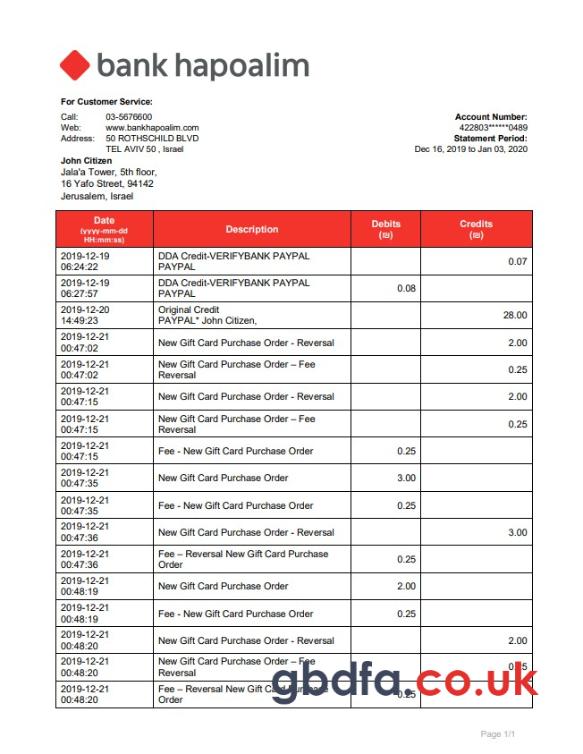 bank hapoalim
For Customer Service:
Call: 03-5676600
Web: www.bankhapoalim.com
Address: 50 ROTHSCHILD BLVD
TEL AVIV 50 , Israel
Account Number:
422803******0489
Statement Period:
Dec 16, 2019 to Jan 03, 2020
John Citizen
Jala'a Tower, 5th floor,
16 Yafo Street, 94142
Jerusalem, Israel
Date (yyyy-mm-dd HH:mm:ss) Description Debits (₪) Credits (₪)
2019-12-19 06:24:22 DDA Credit-VERIFYBANK PAYPAL PAYPAL 0.07
2019-12-19 06:27:57 DDA Credit-VERIFYBANK PAYPAL PAYPAL 0.08
2019-12-20 14:49:23 Original Credit PAYPAL* John Citizen, 28.00
2019-12-21 00:47:02 New Gift Card Purchase Order - Reversal 2.00
2019-12-21 00:47:02 New Gift Card Purchase Order – Fee Reversal 0.25
2019-12-21 00:47:15 New Gift Card Purchase Order - Reversal 2.00
2019-12-21 00:47:15 New Gift Card Purchase Order – Fee Reversal 0.25
2019-12-21 00:47:15 Fee - New Gift Card Purchase Order 0.25
2019-12-21 00:47:35 New Gift Card Purchase Order 3.00
2019-12-21 00:47:35 Fee - New Gift Card Purchase Order 0.25
2019-12-21 00:47:36 New Gift Card Purchase Order - Reversal 3.00
2019-12-21 00:47:36 Fee – Reversal New Gift Card Purchase Order 0.25
2019-12-21 00:48:19 New Gift Card Purchase Order 2.00
2019-12-21 00:48:19 Fee - New Gift Card Purchase Order 0.25
2019-12-21 00:48:20 New Gift Card Purchase Order - Reversal 2.00
2019-12-21 00:48:20 New Gift Card Purchase Order – Fee Reversal
2019-12-21 00:48:20 Fee – Reversal New Gift Card Purchase Order 0.25
gbdfa.co.uk
Page 1/1